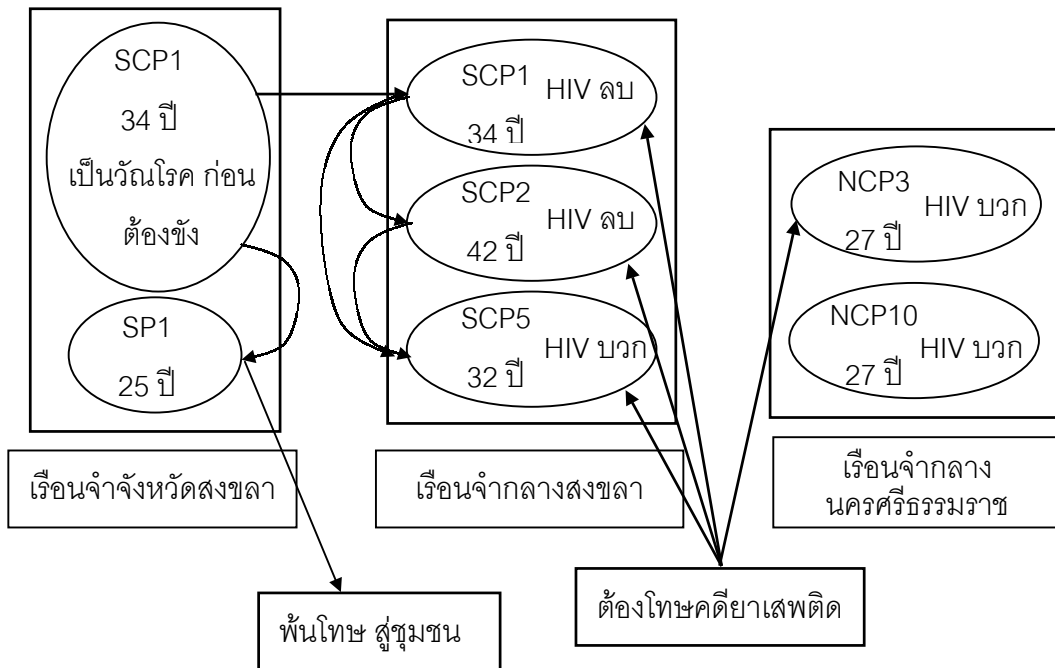 SCP1
34 ปี
เป็นวัณโรค ก่อน
ต้องขัง
SP1
25 ปี
เรือนจำจังหวัดสงขลา
SCP1 HIV ลบ
34 ปี
SCP2 HIV ลบ
42 ปี
SCP5 HIV บวก
32 ปี
เรือนจำกลางสงขลา
NCP3 HIV บวก
27 ปี
NCP10 HIV บวก
27 ปี
เรือนจำกลาง
นครศรีธรรมราช
พ้นโทษ สู่ชุมชน
ต้องโทษคดียาเสพติด